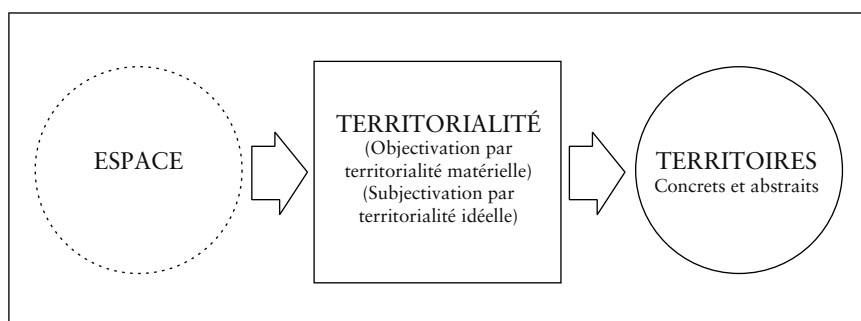 ESPACE
TERRITORIALITÉ
(Objectivation par
territorialité matérielle)
(Subjectivation par
territorialité idéelle)
TERRITOIRES
Concrets et abstraits